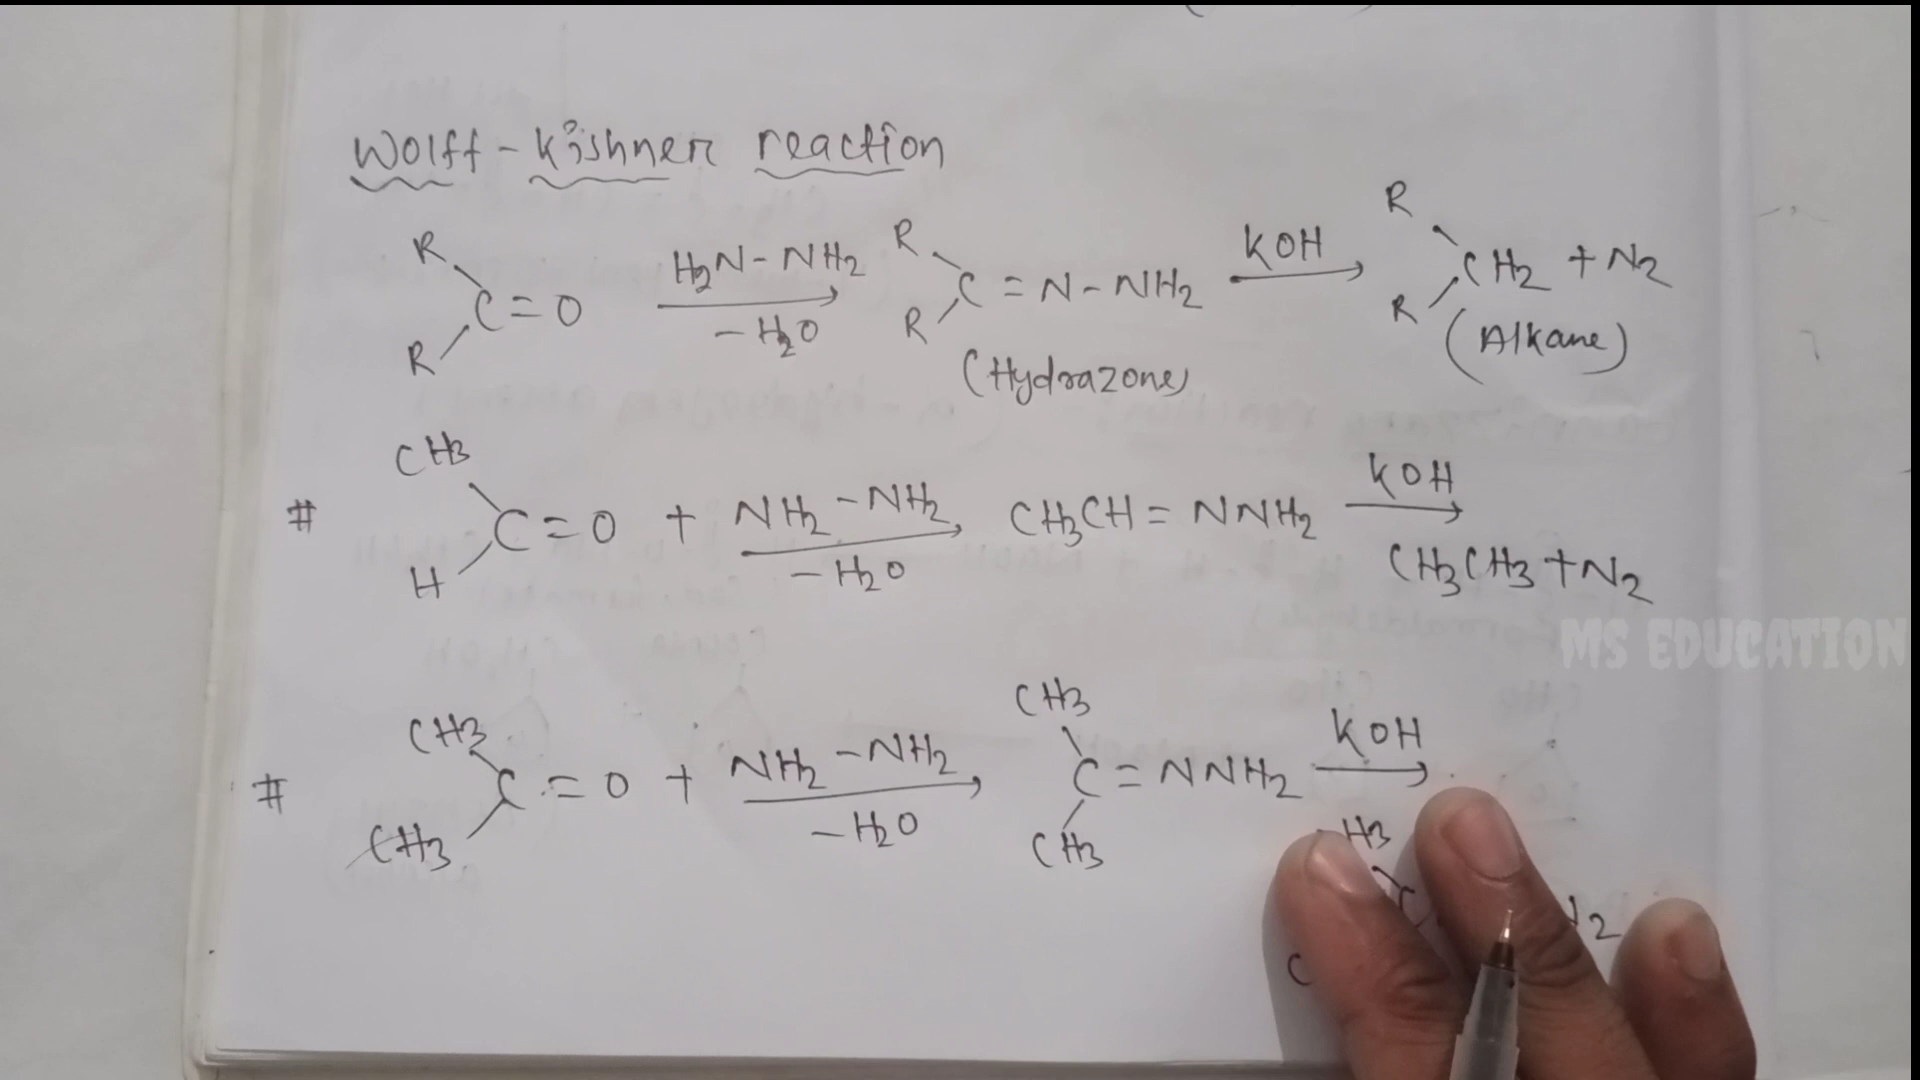 Wolff-Kishner reaction
R R C=O H2N-NH2 -H2O R R C=N-NH2 KOH R R CH2 + N2
(Hydrazone) (Alkane)
# CH3 H C=O + NH2-NH2 -H2O CH3CH=NNH2 KOH
CH3CH3+N2
MS EDUCATION
# CH3 CH3 C=O + NH2-NH2 -H2O CH3 CH3 C=NNH2 KOH